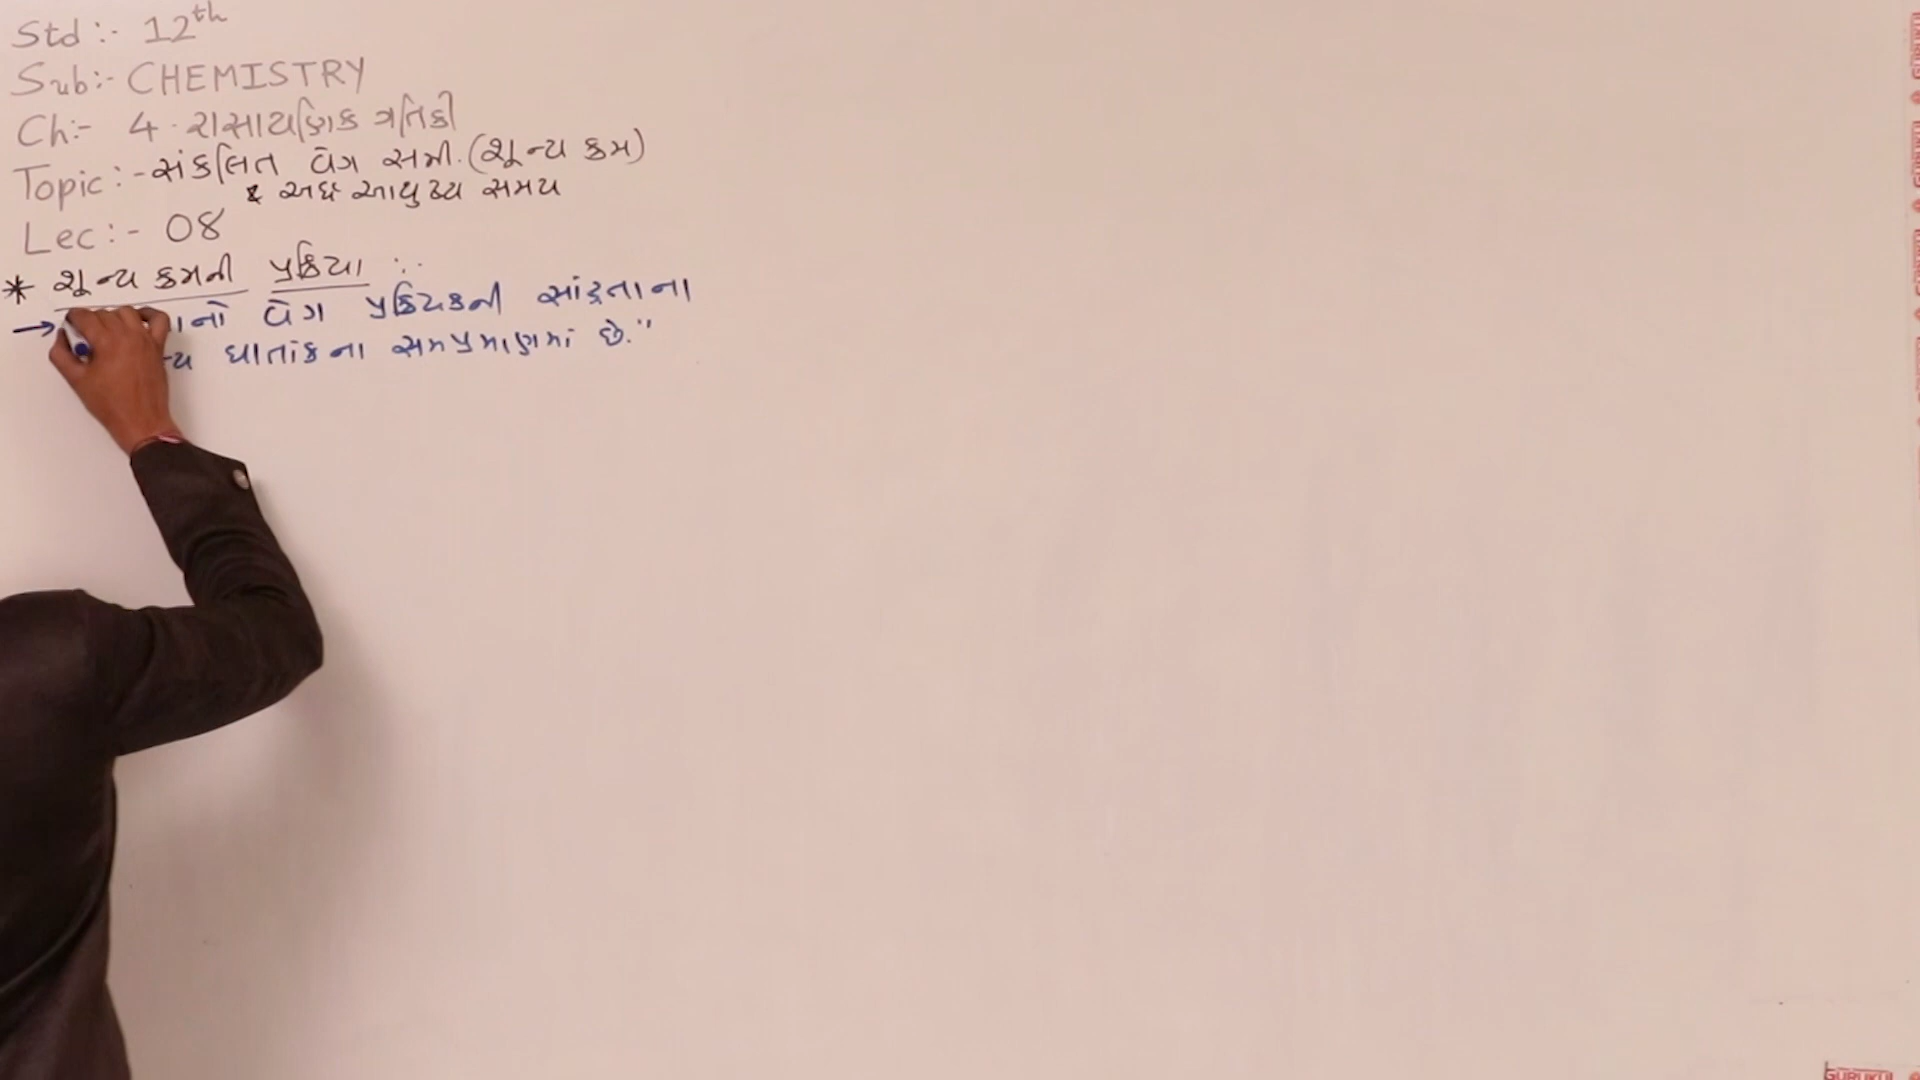 Std :- 12th
Sub:- CHEMISTRY
Ch:- 4. રાસાયણિક ગતિકી
Topic:- સંકલિત વેગ સમી. (શૂન્ય ક્રમ)
& અર્ધ આયુષ્ય સમય
Lec:- 08
* શૂન્ય ક્રમની પ્રક્રિયા :-
→ નો વેગ પ્રક્રિયકની સાંદ્રતાના
ઘાતાંકના સમપ્રમાણમાં છે."
GURUKUL